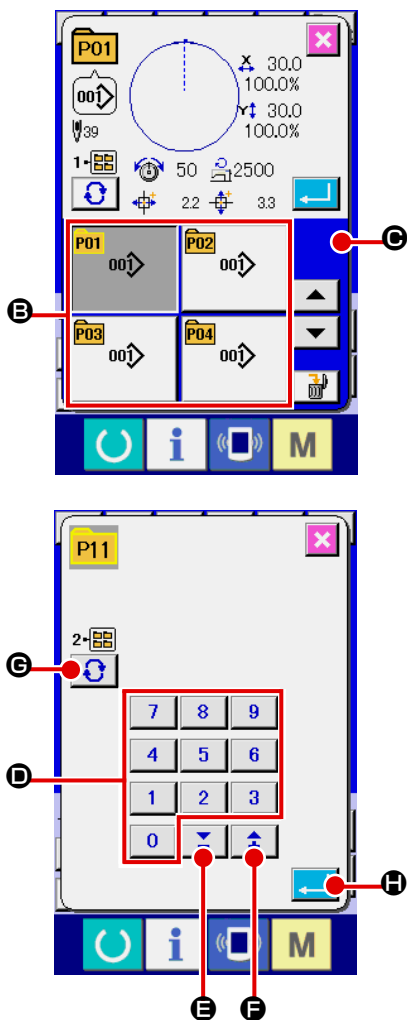 P01
X 30.0
100.0%
001
Y 30.0
100.0%
39
1-
50 2500
2.2 3.3
C
P01 P02
001 001
B
P03 P04
001 001
i M
P11
2-
G
7 8 9
D
4 5 6
1 2 3
0
H
i M
E F